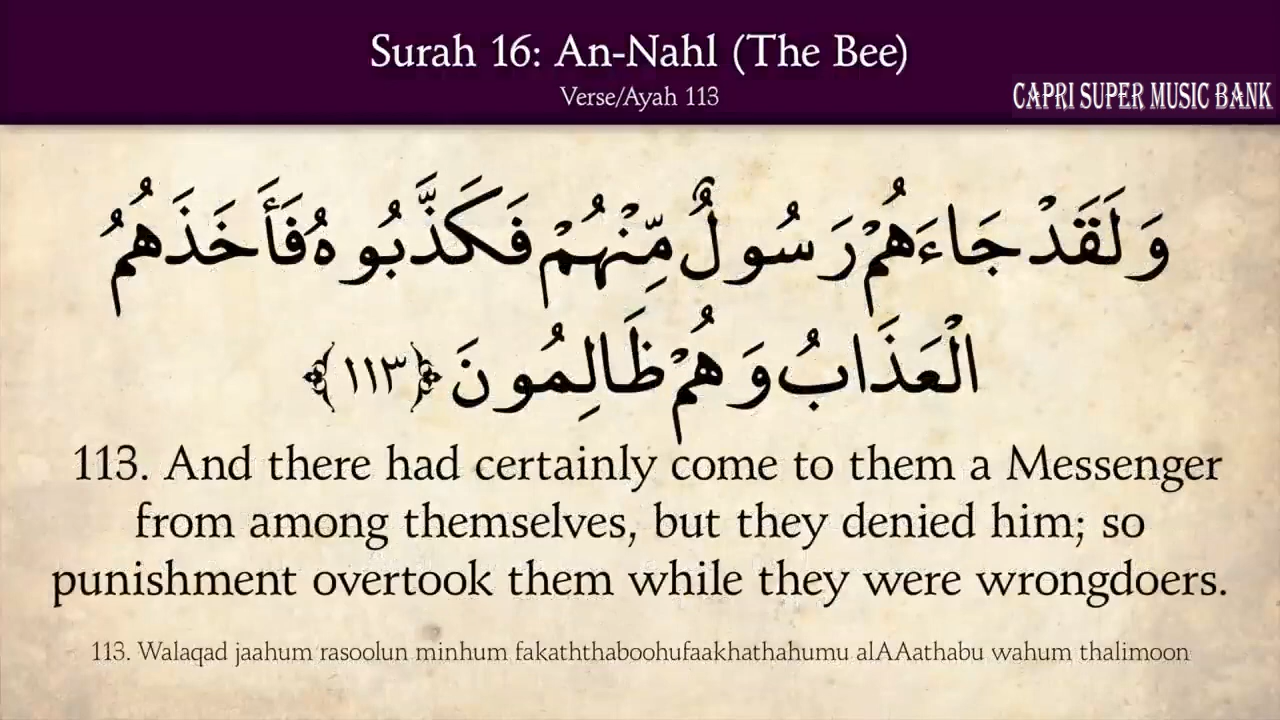 Surah 16: An-Nahl (The Bee)
Verse/Ayah 113
CAPRI SUPER MUSIC BANK
وَلَقَدْ جَاءَهُمْ رَسُولٌ مِّنْهُمْ فَكَذَّبُوهُ فَأَخَذَهُمُ
الْعَذَابُ وَهُمْ ظَالِمُونَ ﴿١١٣﴾
113. And there had certainly come to them a Messenger
from among themselves, but they denied him; so
punishment overtook them while they were wrongdoers.
113. Walaqad jaahum rasoolun minhum fakaththaboohufaakhathahumu alAAathabu wahum thalimoon